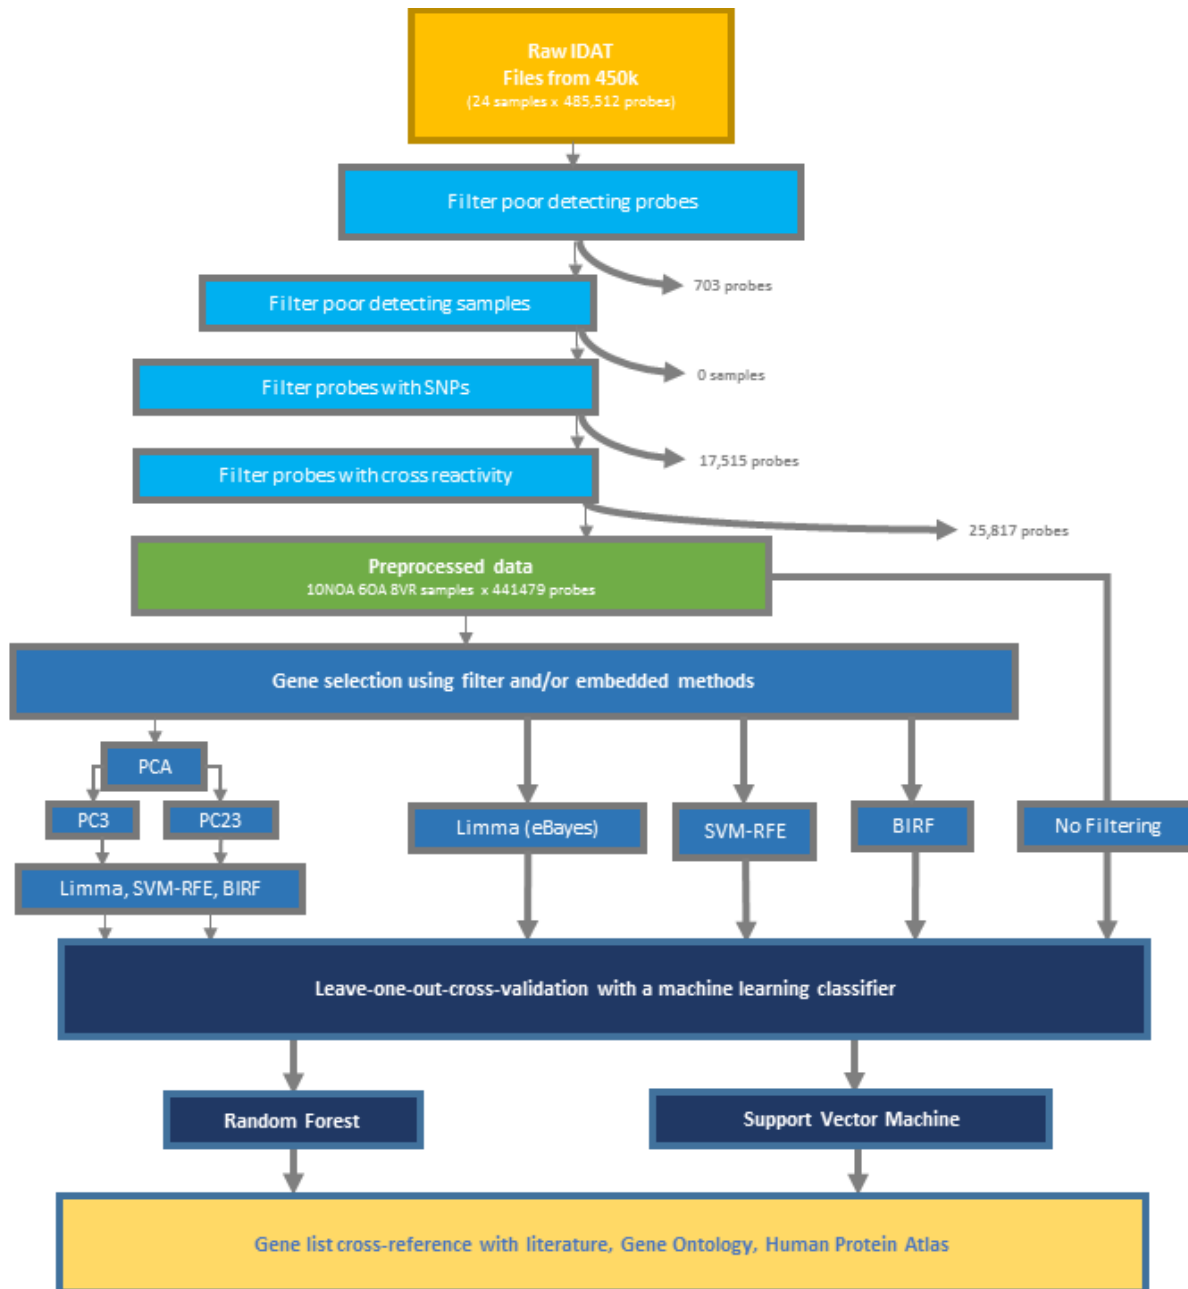 Raw IDAT
Files from 450k
(24 samples x 485,512 probes)
Filter poor detecting probes
703 probes
Filter poor detecting samples
0 samples
Filter probes with SNPs
17,515 probes
Filter probes with cross reactivity
25,817 probes
Preprocessed data
10NOA 6OA 8VR samples x 441479 probes
Gene selection using filter and/or embedded methods
PCA
PC3
PC23
Limma (eBayes)
SVM-RFE
BIRF
No Filtering
Limma, SVM-RFE, BIRF
Leave-one-out-cross-validation with a machine learning classifier
Random Forest
Support Vector Machine
Gene list cross-reference with literature, Gene Ontology, Human Protein Atlas